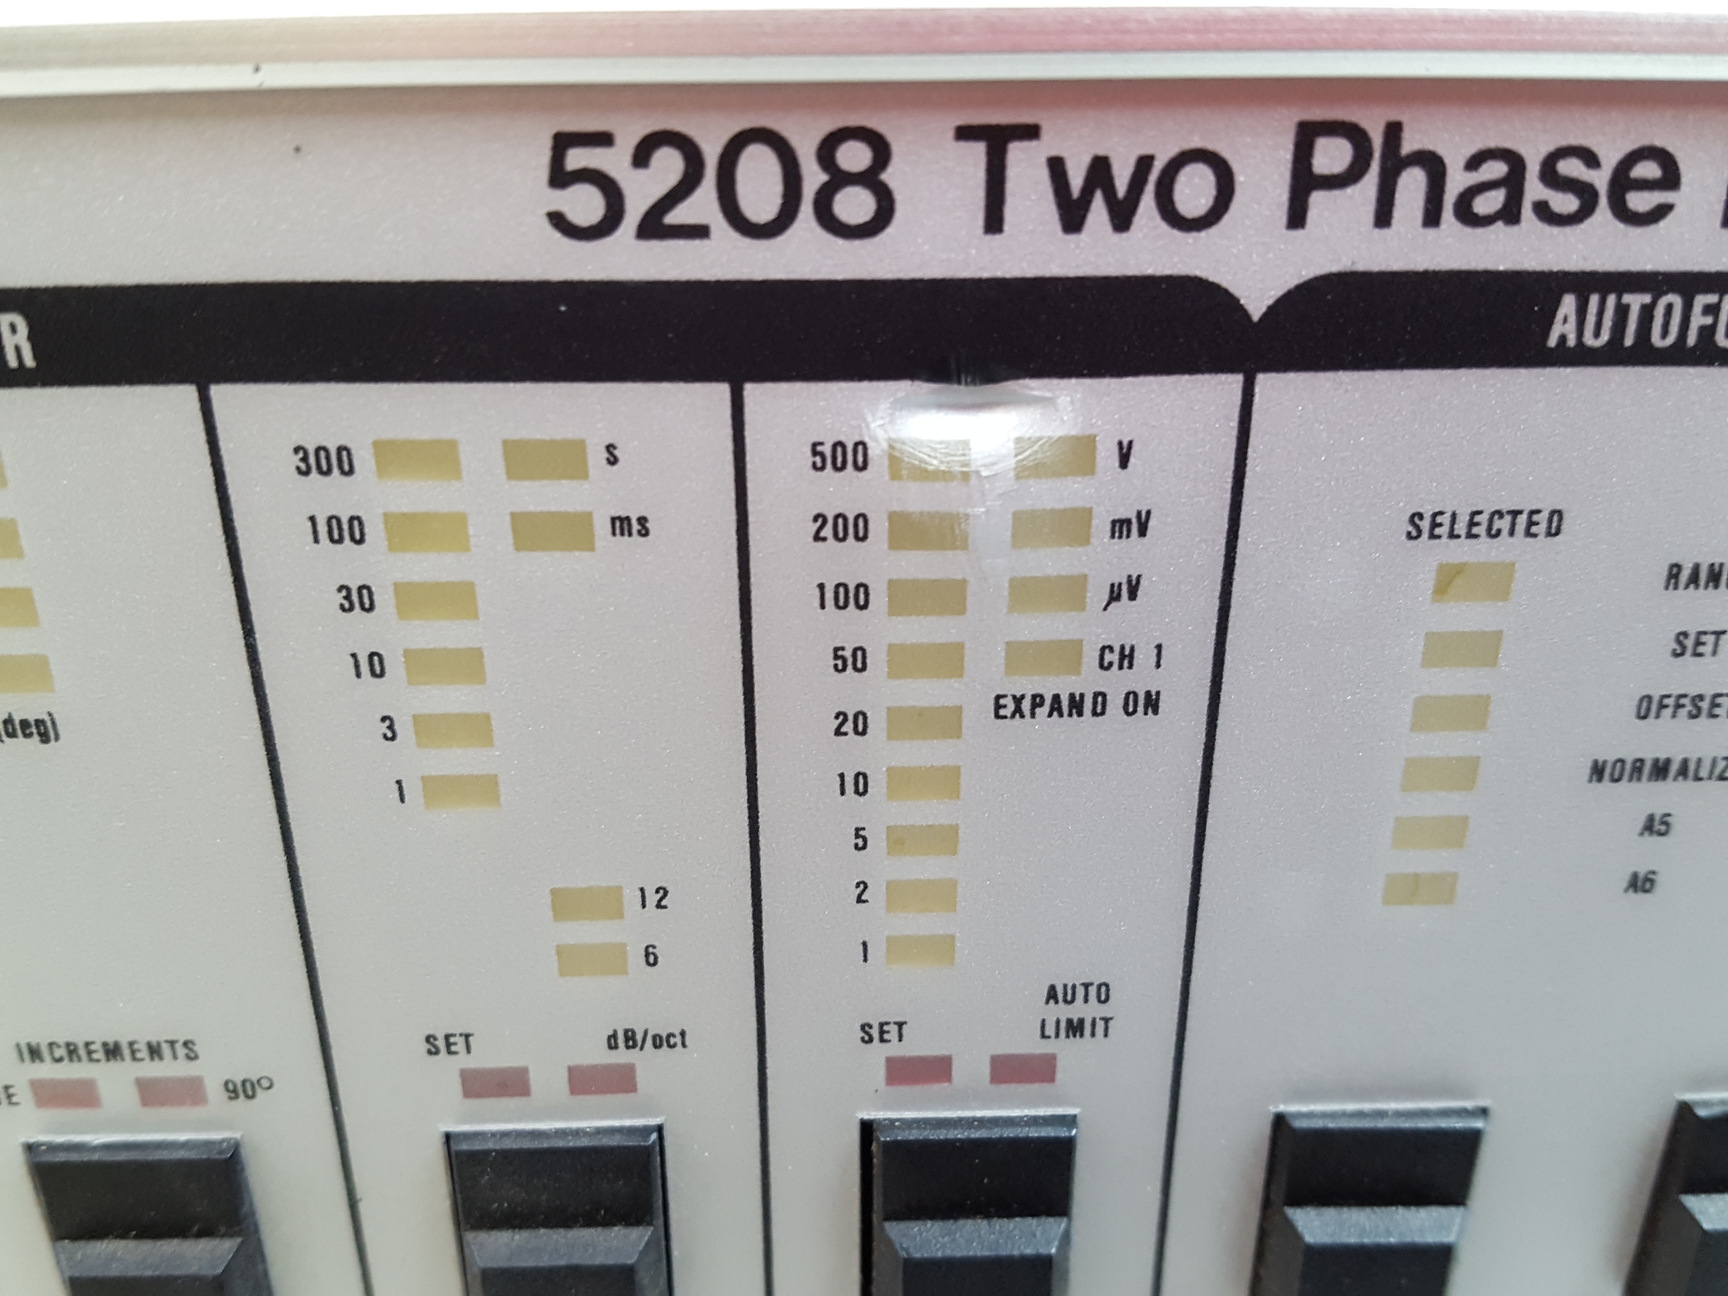 5208 Two Phase
300 s
100 ms
30
10
3
1
12
6
SET dB/oct
500 V
200 mV
100 µV
50 CH 1
EXPAND ON
20
10
5
2
1
AUTO
SET LIMIT
SELECTED
SET
A5
A6
(deg)
INCREMENTS
90°